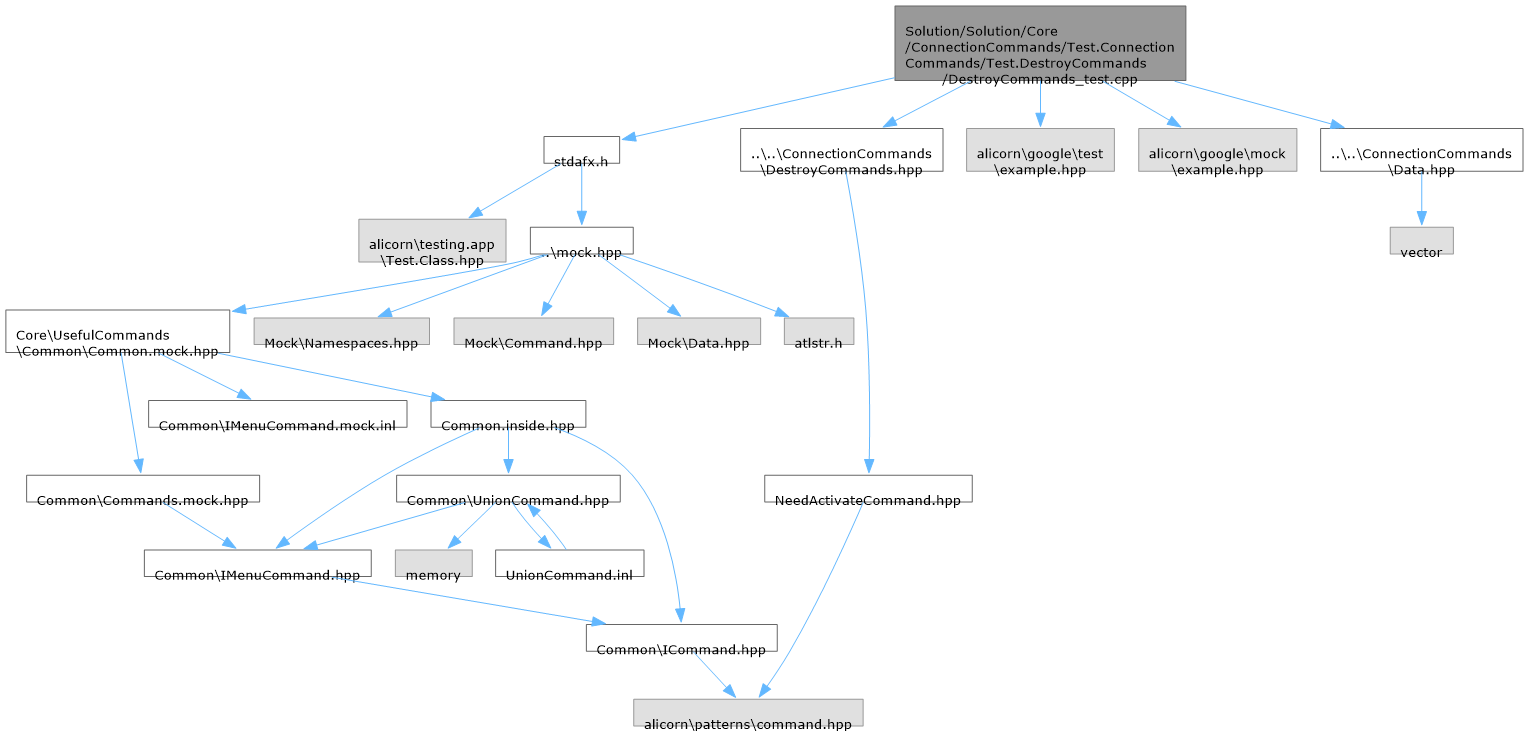 Solution/Solution/Core
/ConnectionCommands/Test.Connection
Commands/Test.DestroyCommands
/DestroyCommands_test.cpp
stdafx.h
..\..\ConnectionCommands
\DestroyCommands.hpp
alicorn\google\test
\example.hpp
alicorn\google\mock
\example.hpp
..\..\ConnectionCommands
\Data.hpp
alicorn\testing.app
\Test.Class.hpp
..\mock.hpp
vector
Core\UsefulCommands
\Common\Common.mock.hpp
Mock\Namespaces.hpp
Mock\Command.hpp
Mock\Data.hpp
atlstr.h
Common\IMenuCommand.mock.inl
Common.inside.hpp
Common\Commands.mock.hpp
Common\UnionCommand.hpp
NeedActivateCommand.hpp
Common\IMenuCommand.hpp
memory
UnionCommand.inl
Common\ICommand.hpp
alicorn\patterns\command.hpp